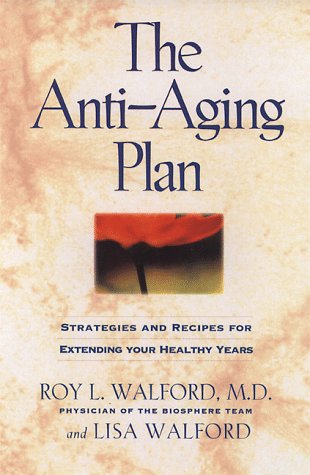 The
Anti–Aging
Plan
STRATEGIES AND RECIPES FOR
EXTENDING YOUR HEALTHY YEARS
ROY L. WALFORD, M.D.
PHYSICIAN OF THE BIOSPHERE TEAM
and LISA WALFORD